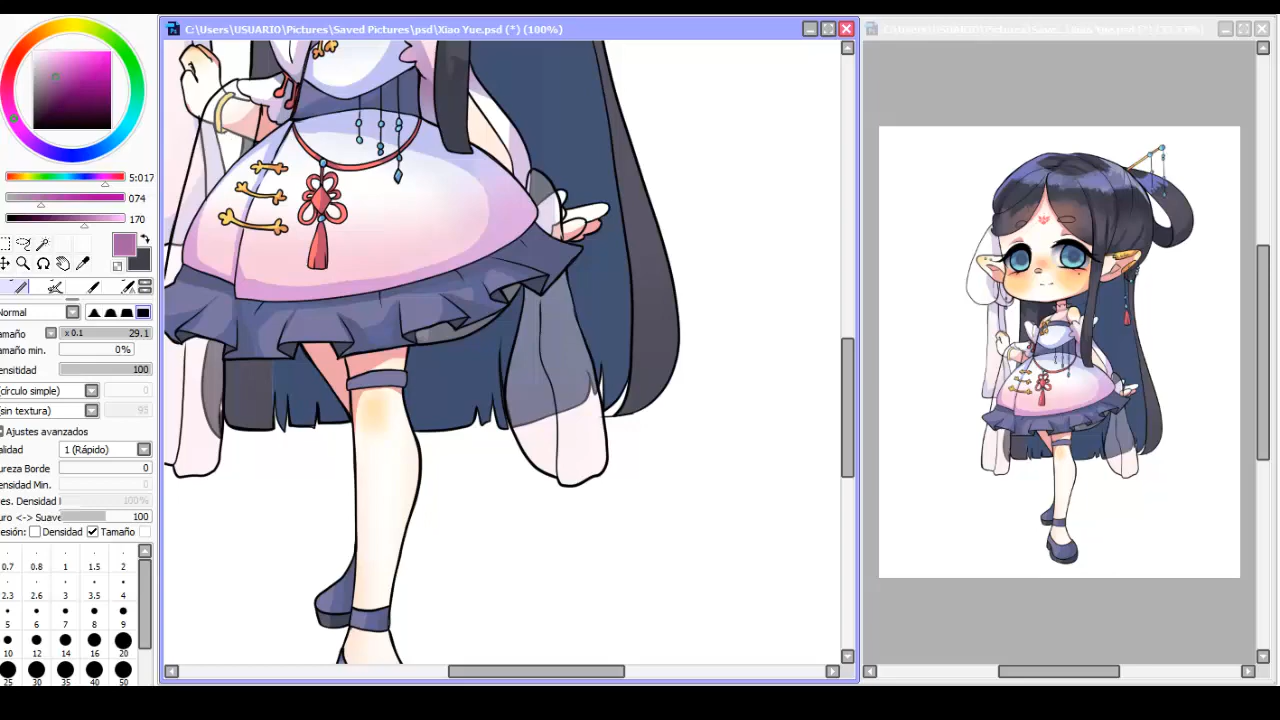 C:\Users\USUARIO\Pictures\Saved Pictures\psd\Xiao Yue.psd (*) (100%)
5:017
074
170
Normal
amaño x 0.1 29.1
amaño min. 0%
ensitidad 100
(círculo simple) 0
(sin textura) 95
Ajustes avanzados
alidad 1 (Rápido)
ureza Borde 0
ensidad Min. 0
es. Densidad I 100%
uro <-> Suave 100
esión: Densidad Tamaño
0.7 0.8 1 1.5 2
2.3 2.6 3 3.5 4
5 6 7 8 9
10 12 14 16 20
25 30 35 40 50